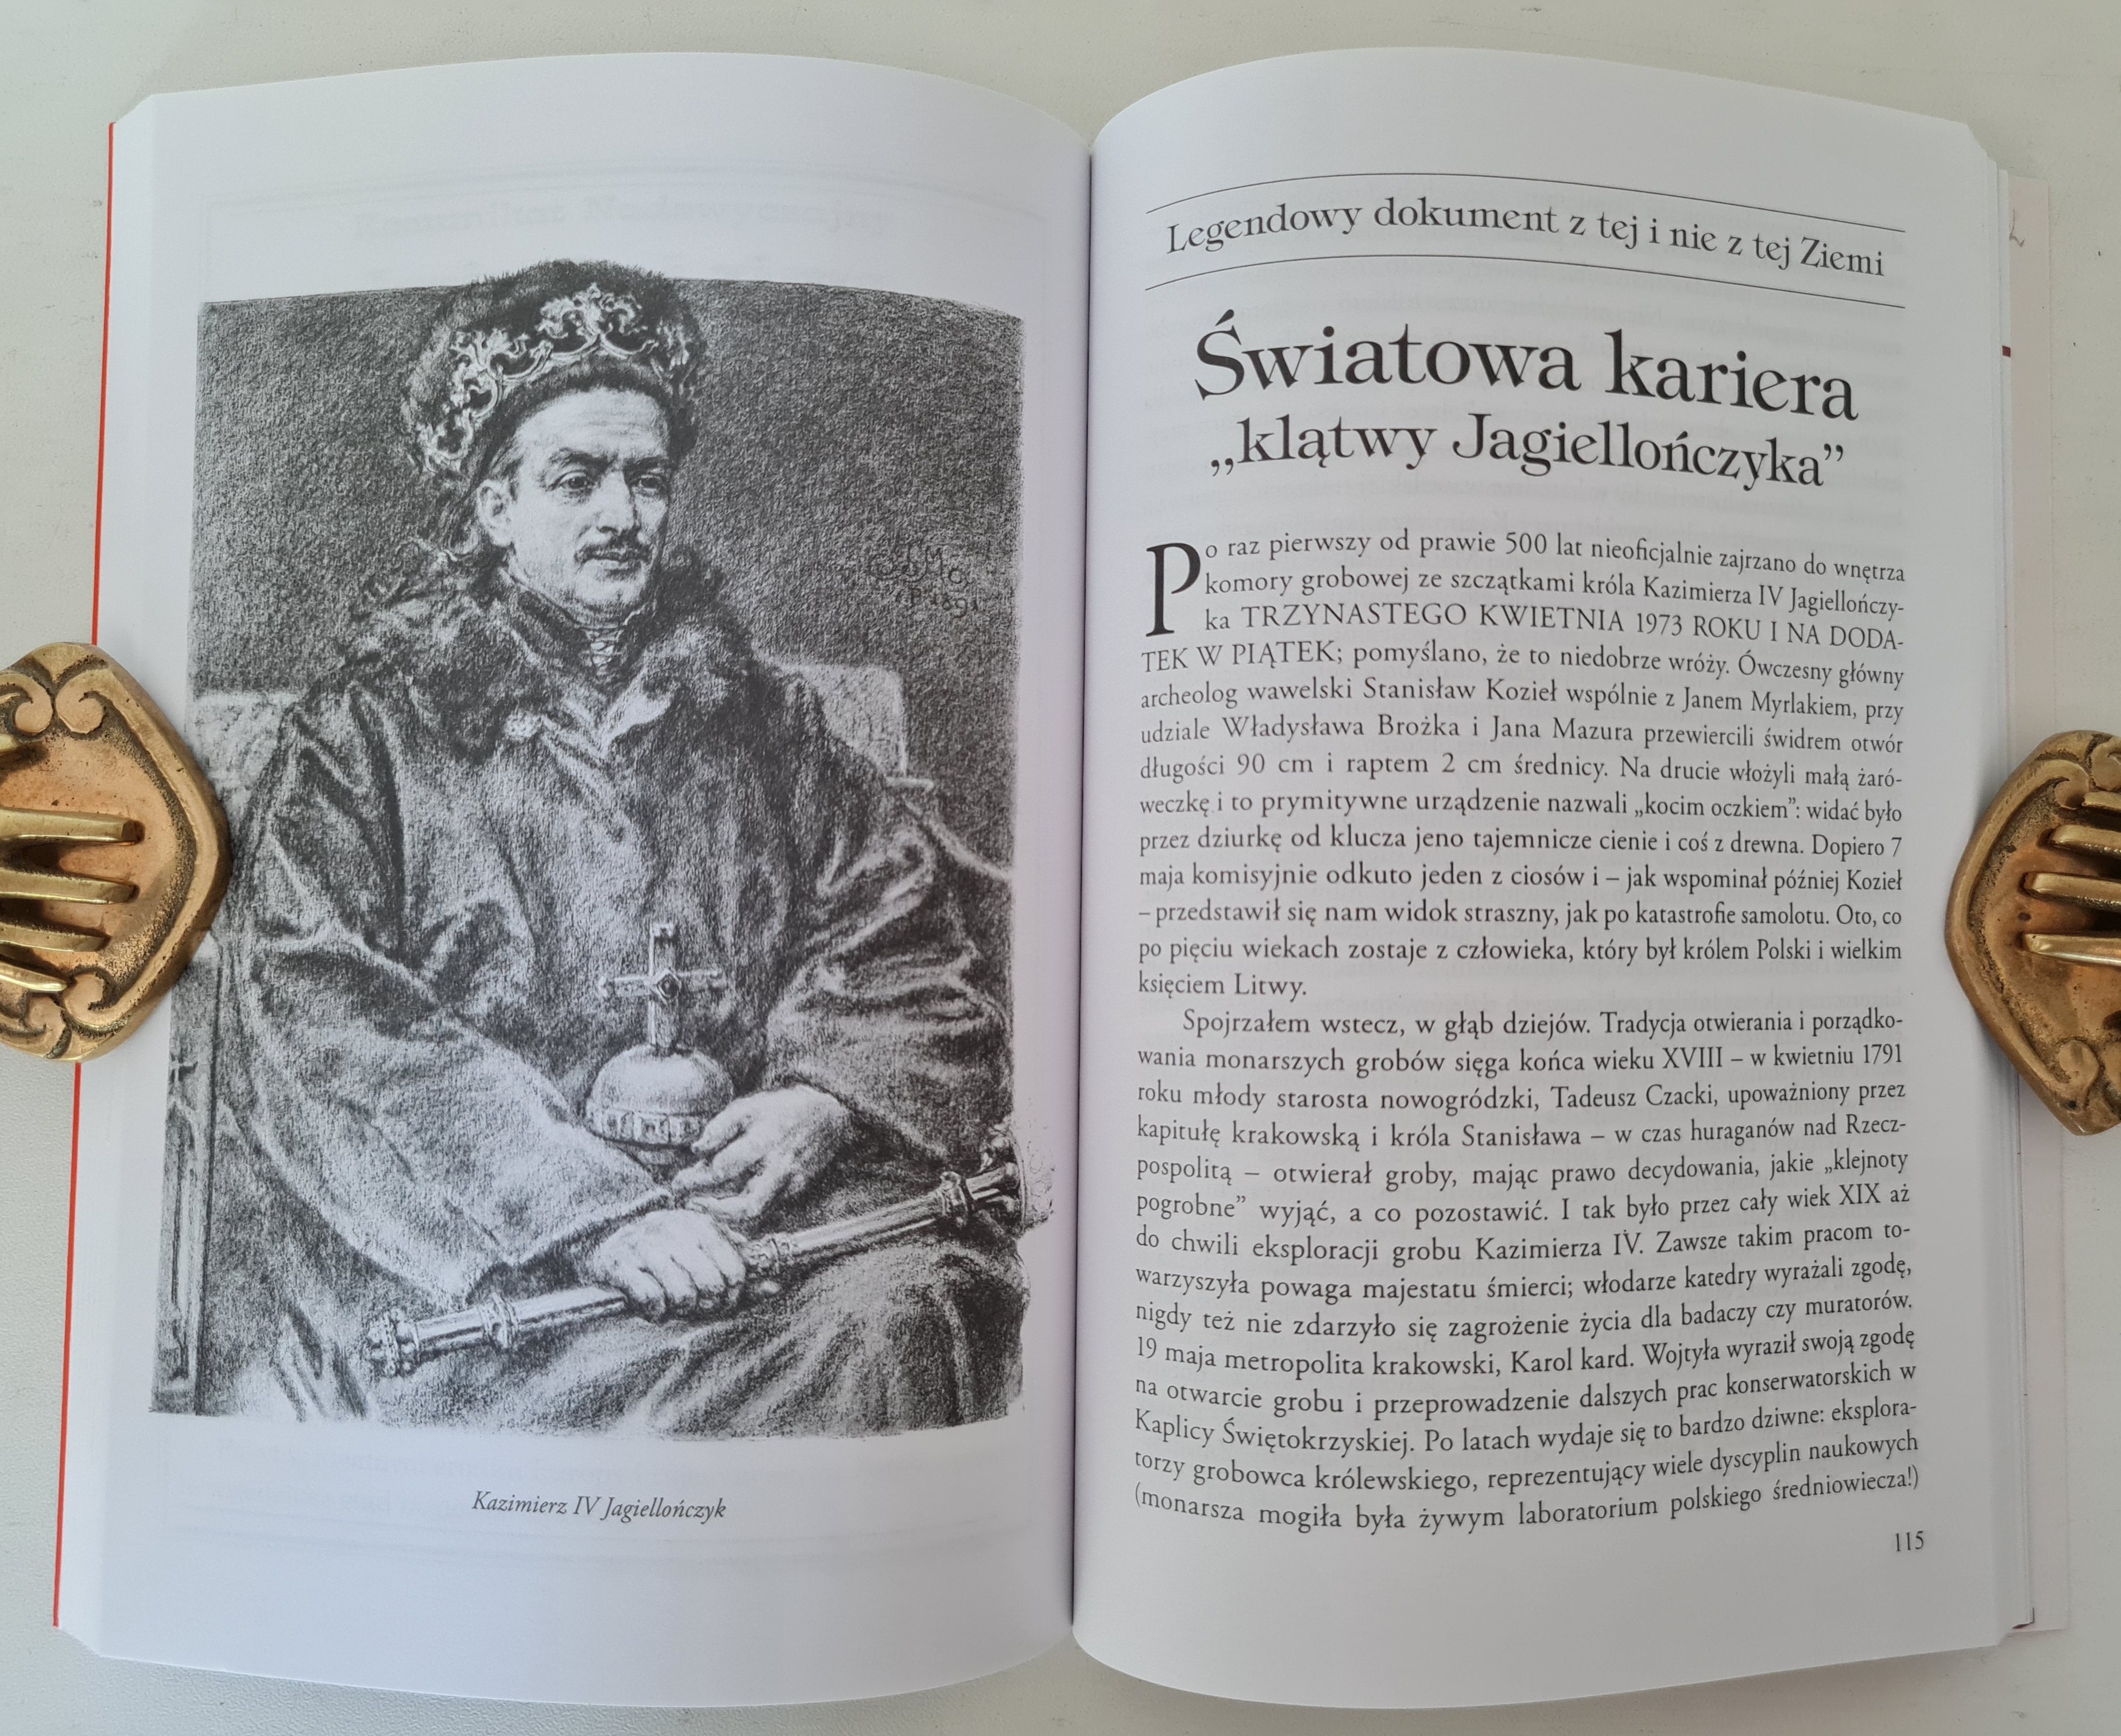 Kazimierz IV Jagiellończyk
Legendowy dokument z tej i nie z tej Ziemi
Światowa kariera
„klątwy Jagiellończyka”
Po raz pierwszy od prawie 500 lat nieoficjalnie zajrzano do wnętrza
komory grobowej ze szczątkami króla Kazimierza IV Jagiellończy-
ka TRZYNASTEGO KWIETNIA 1973 ROKU I NA DODA-
TEK W PIĄTEK; pomyślano, że to niedobrze wróży. Ówczesny główny
archeolog wawelski Stanisław Kozieł wspólnie z Janem Myrlakiem, przy
udziale Władysława Brożka i Jana Mazura przewiercili świdrem otwór
długości 90 cm i raptem 2 cm średnicy. Na drucie włożyli małą żaró-
weczkę i to prymitywne urządzenie nazwali „kocim oczkiem”: widać było
przez dziurkę od klucza jeno tajemnicze cienie i coś z drewna. Dopiero 7
maja komisyjnie odkuto jeden z ciosów i – jak wspominał później Kozieł
– przedstawił się nam widok straszny, jak po katastrofie samolotu. Oto, co
po pięciu wiekach zostaje z człowieka, który był królem Polski i wielkim
księciem Litwy.
Spojrzałem wstecz, w głąb dziejów. Tradycja otwierania i porządko-
wania monarszych grobów sięga końca wieku XVIII – w kwietniu 1791
roku młody starosta nowogródzki, Tadeusz Czacki, upoważniony przez
kapitułę krakowską i króla Stanisława – w czas huraganów nad Rzecz-
pospolitą – otwierał groby, mając prawo decydowania, jakie „klejnoty
pogrobne” wyjąć, a co pozostawić. I tak było przez cały wiek XIX aż
do chwili eksploracji grobu Kazimierza IV. Zawsze takim pracom to-
warzyszyła powaga majestatu śmierci; włodarze katedry wyrażali zgodę,
nigdy też nie zdarzyło się zagrożenie życia dla badaczy czy muratorów.
19 maja metropolita krakowski, Karol kard. Wojtyła wyraził swoją zgodę
na otwarcie grobu i przeprowadzenie dalszych prac konserwatorskich w
Kaplicy Świętokrzyskiej. Po latach wydaje się to bardzo dziwne: eksplora-
torzy grobowca królewskiego, reprezentujący wiele dyscyplin naukowych
(monarsza mogiła była żywym laboratorium polskiego średniowiecza!)
115